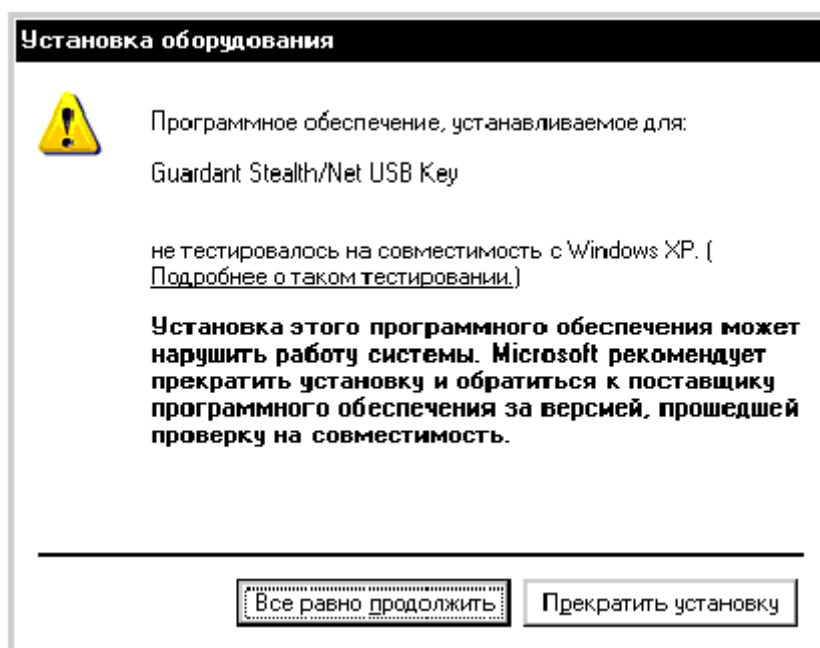 Установка оборудования
Программное обеспечение, устанавливаемое для:
Guardant Stealth/Net USB Key
не тестировалось на совместимость с Windows XP. (
Подробнее о таком тестировании.)
Установка этого программного обеспечения может
нарушить работу системы. Microsoft рекомендует
прекратить установку и обратиться к поставщику
программного обеспечения за версией, прошедшей
проверку на совместимость.
Все равно продолжить
Прекратить установку